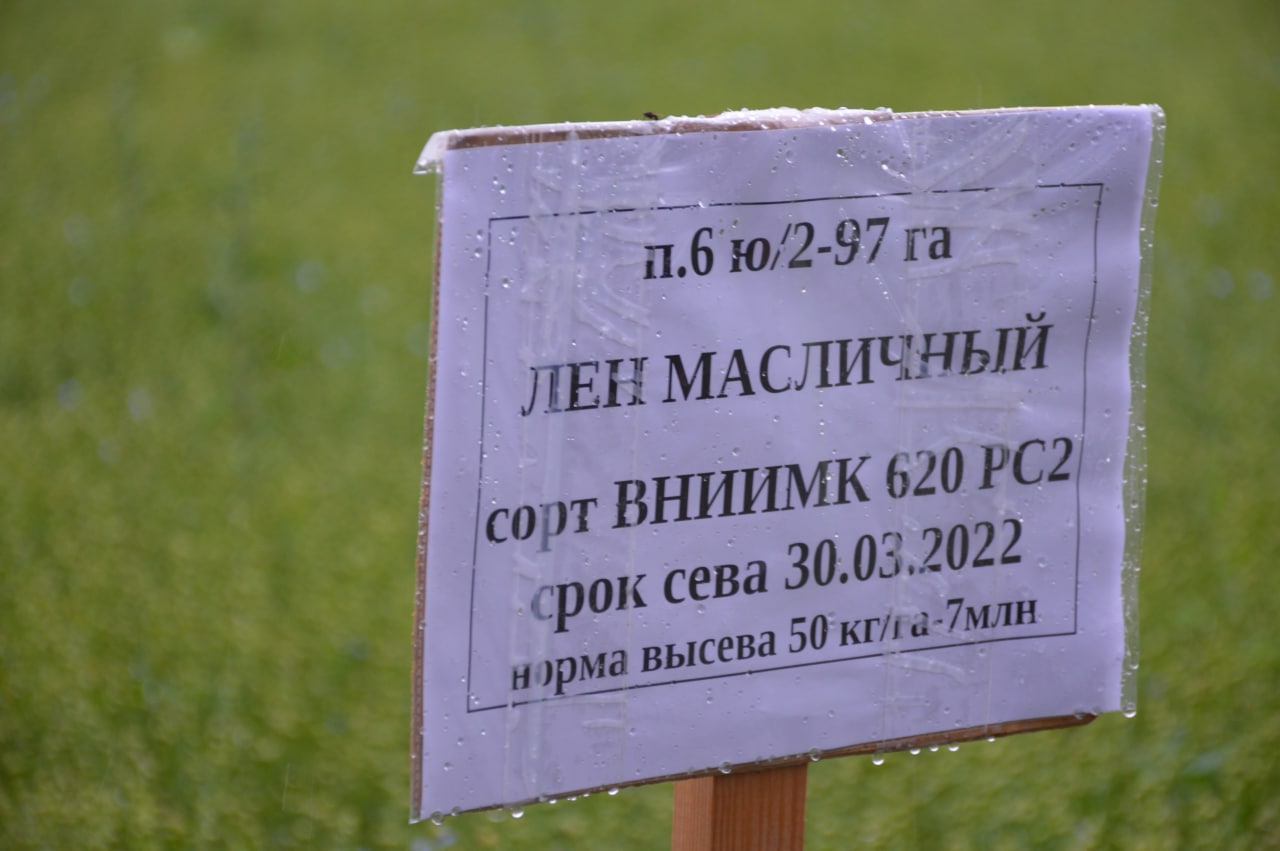 п.6 ю/2-97 га
ЛЕН МАСЛИЧНЫЙ
сорт ВНИИМК 620 РС2
срок сева 30.03.2022
норма высева 50 кг/га-7млн